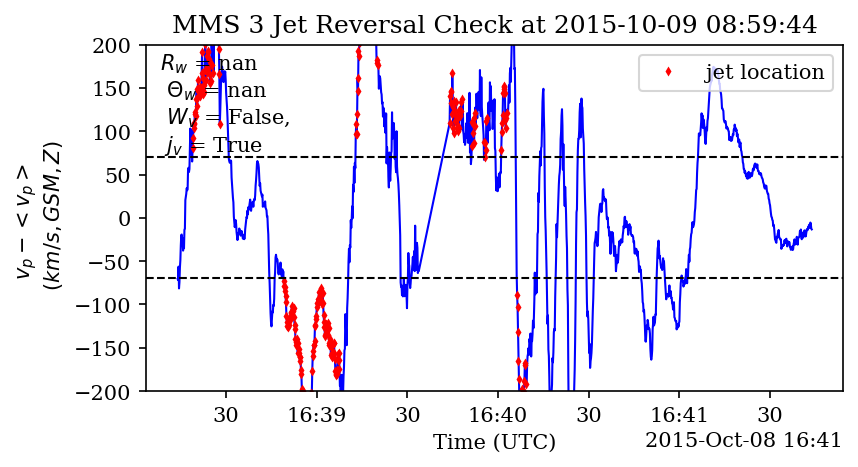 MMS 3 Jet Reversal Check at 2015-10-09 08:59:44
R_w = nan
Θ_w = nan
W_v = False,
j_v = True
jet location
200
150
100
50
0
−50
−100
−150
−200
v_p − <v_p>
(km/s, GSM, Z)
30 16:39 30 16:40 30 16:41 30
Time (UTC)
2015-Oct-08 16:41